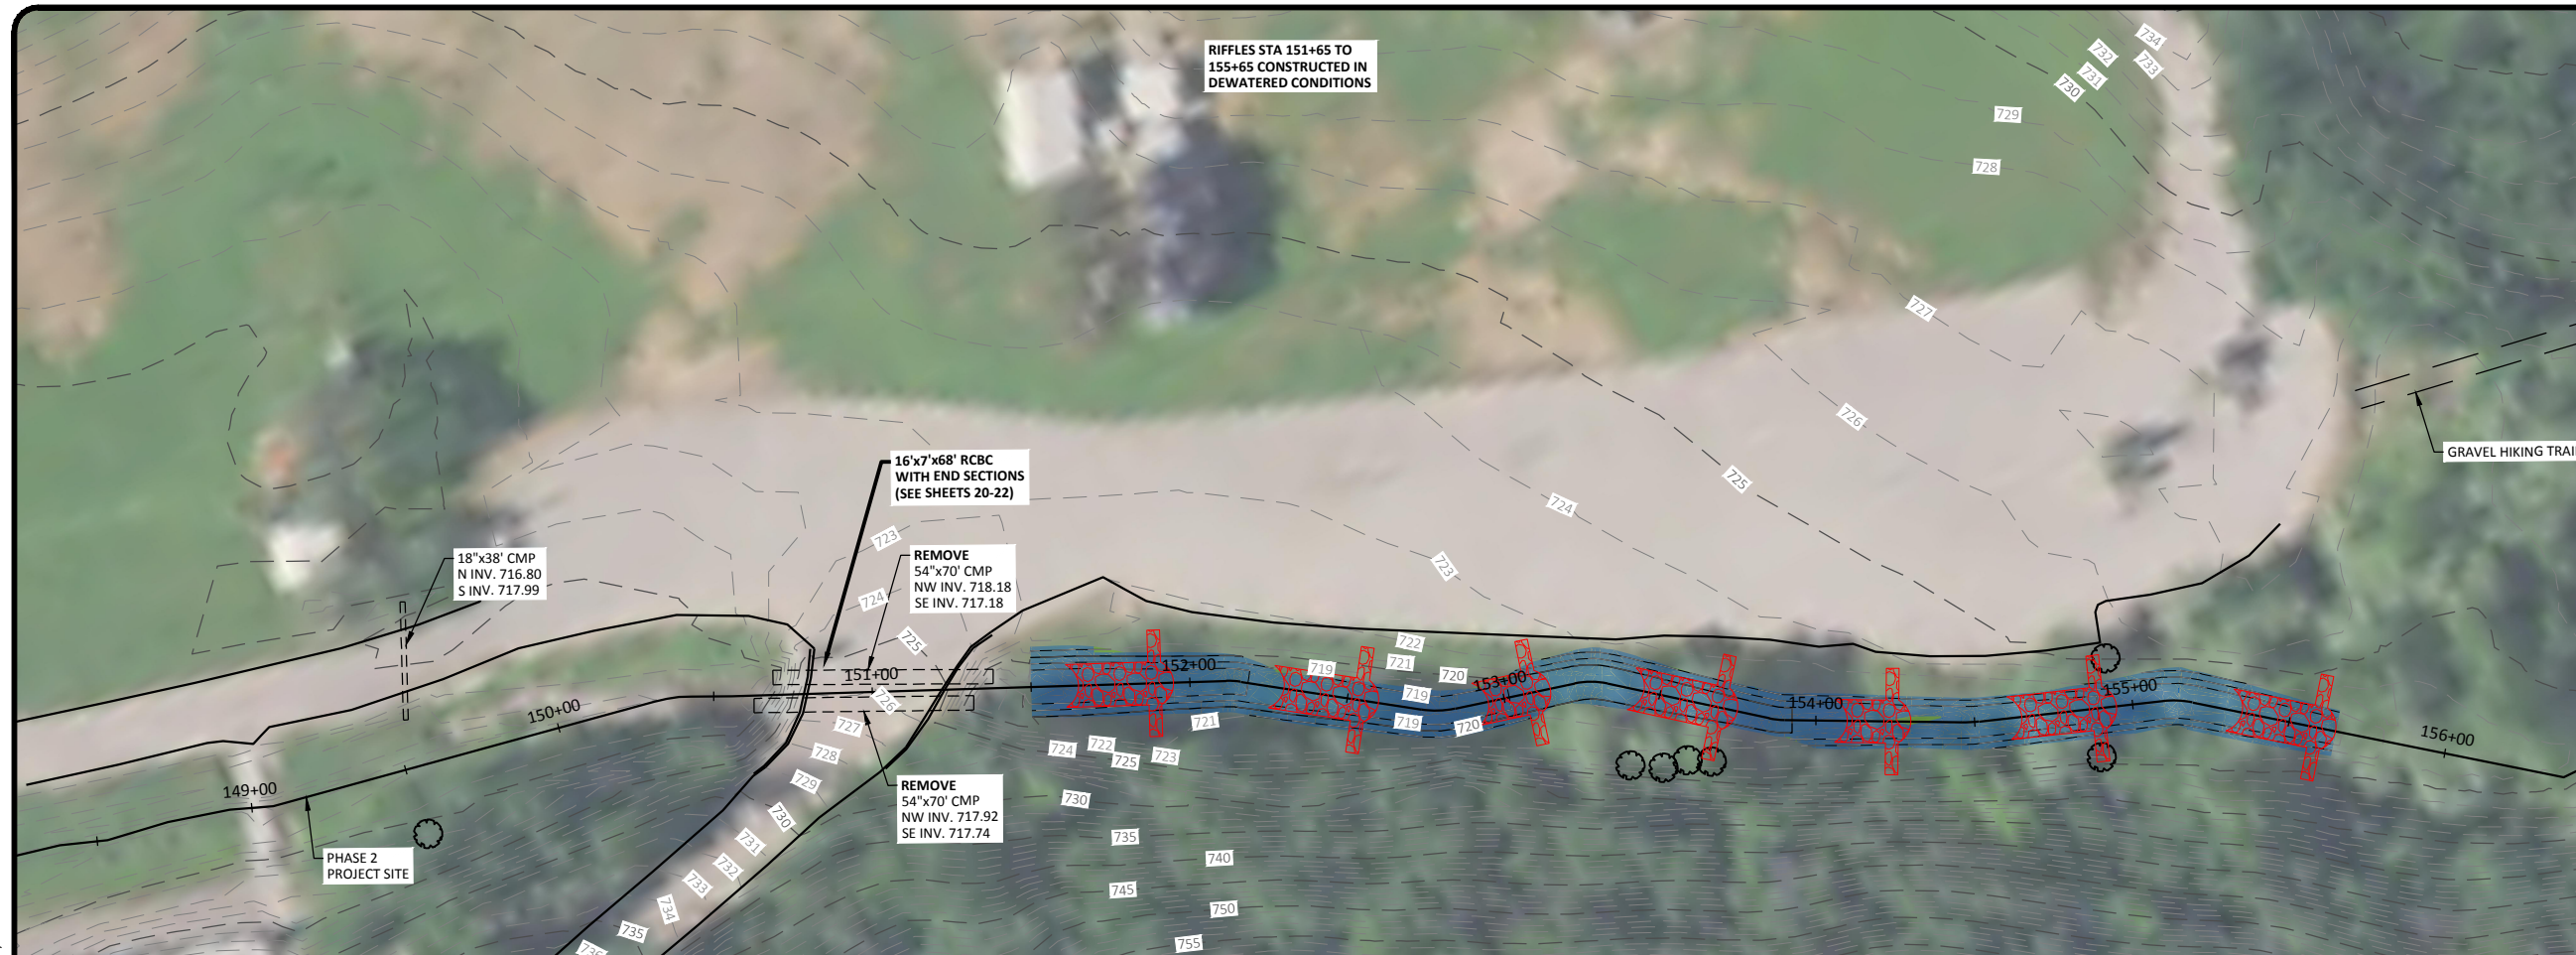 RIFFLES STA 151+65 TO
155+65 CONSTRUCTED IN
DEWATERED CONDITIONS
734
732
733
731
730
729
728
727
726
725
724
723
GRAVEL HIKING
16'x7'x68' RCBC
WITH END SECTIONS
(SEE SHEETS 20-22)
723
REMOVE
54"x70' CMP
NW INV. 718.18
SE INV. 717.18
18"x38' CMP
N INV. 716.80
S INV. 717.99
724
725
722
721
720
719
719
719
720
721
152+00
151+00
153+00
154+00
155+00
156+00
150+00
149+00
726
727
728
729
730
731
732
733
734
735
724
722
725
723
730
735
740
745
750
755
REMOVE
54"x70' CMP
NW INV. 717.92
SE INV. 717.74
PHASE 2
PROJECT SITE